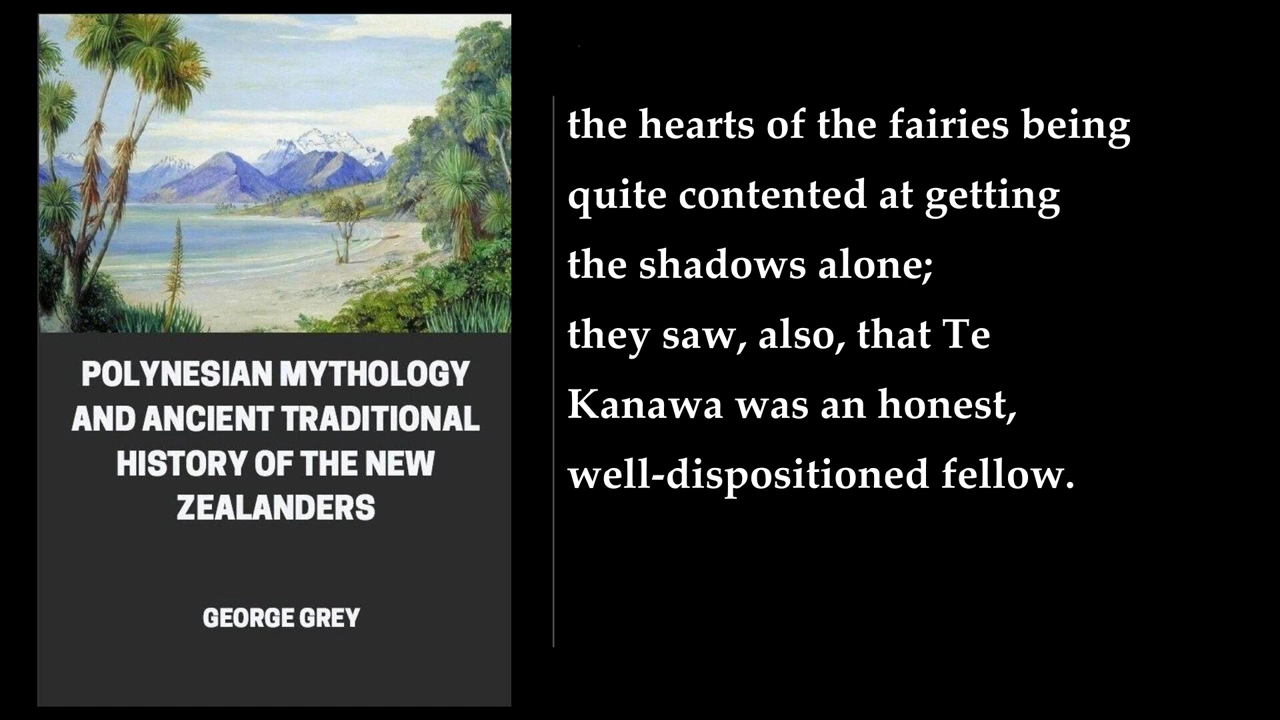 POLYNESIAN MYTHOLOGY
AND ANCIENT TRADITIONAL
HISTORY OF THE NEW
ZEALANDERS
GEORGE GREY
the hearts of the fairies being
quite contented at getting
the shadows alone;
they saw, also, that Te
Kanawa was an honest,
well-dispositioned fellow.